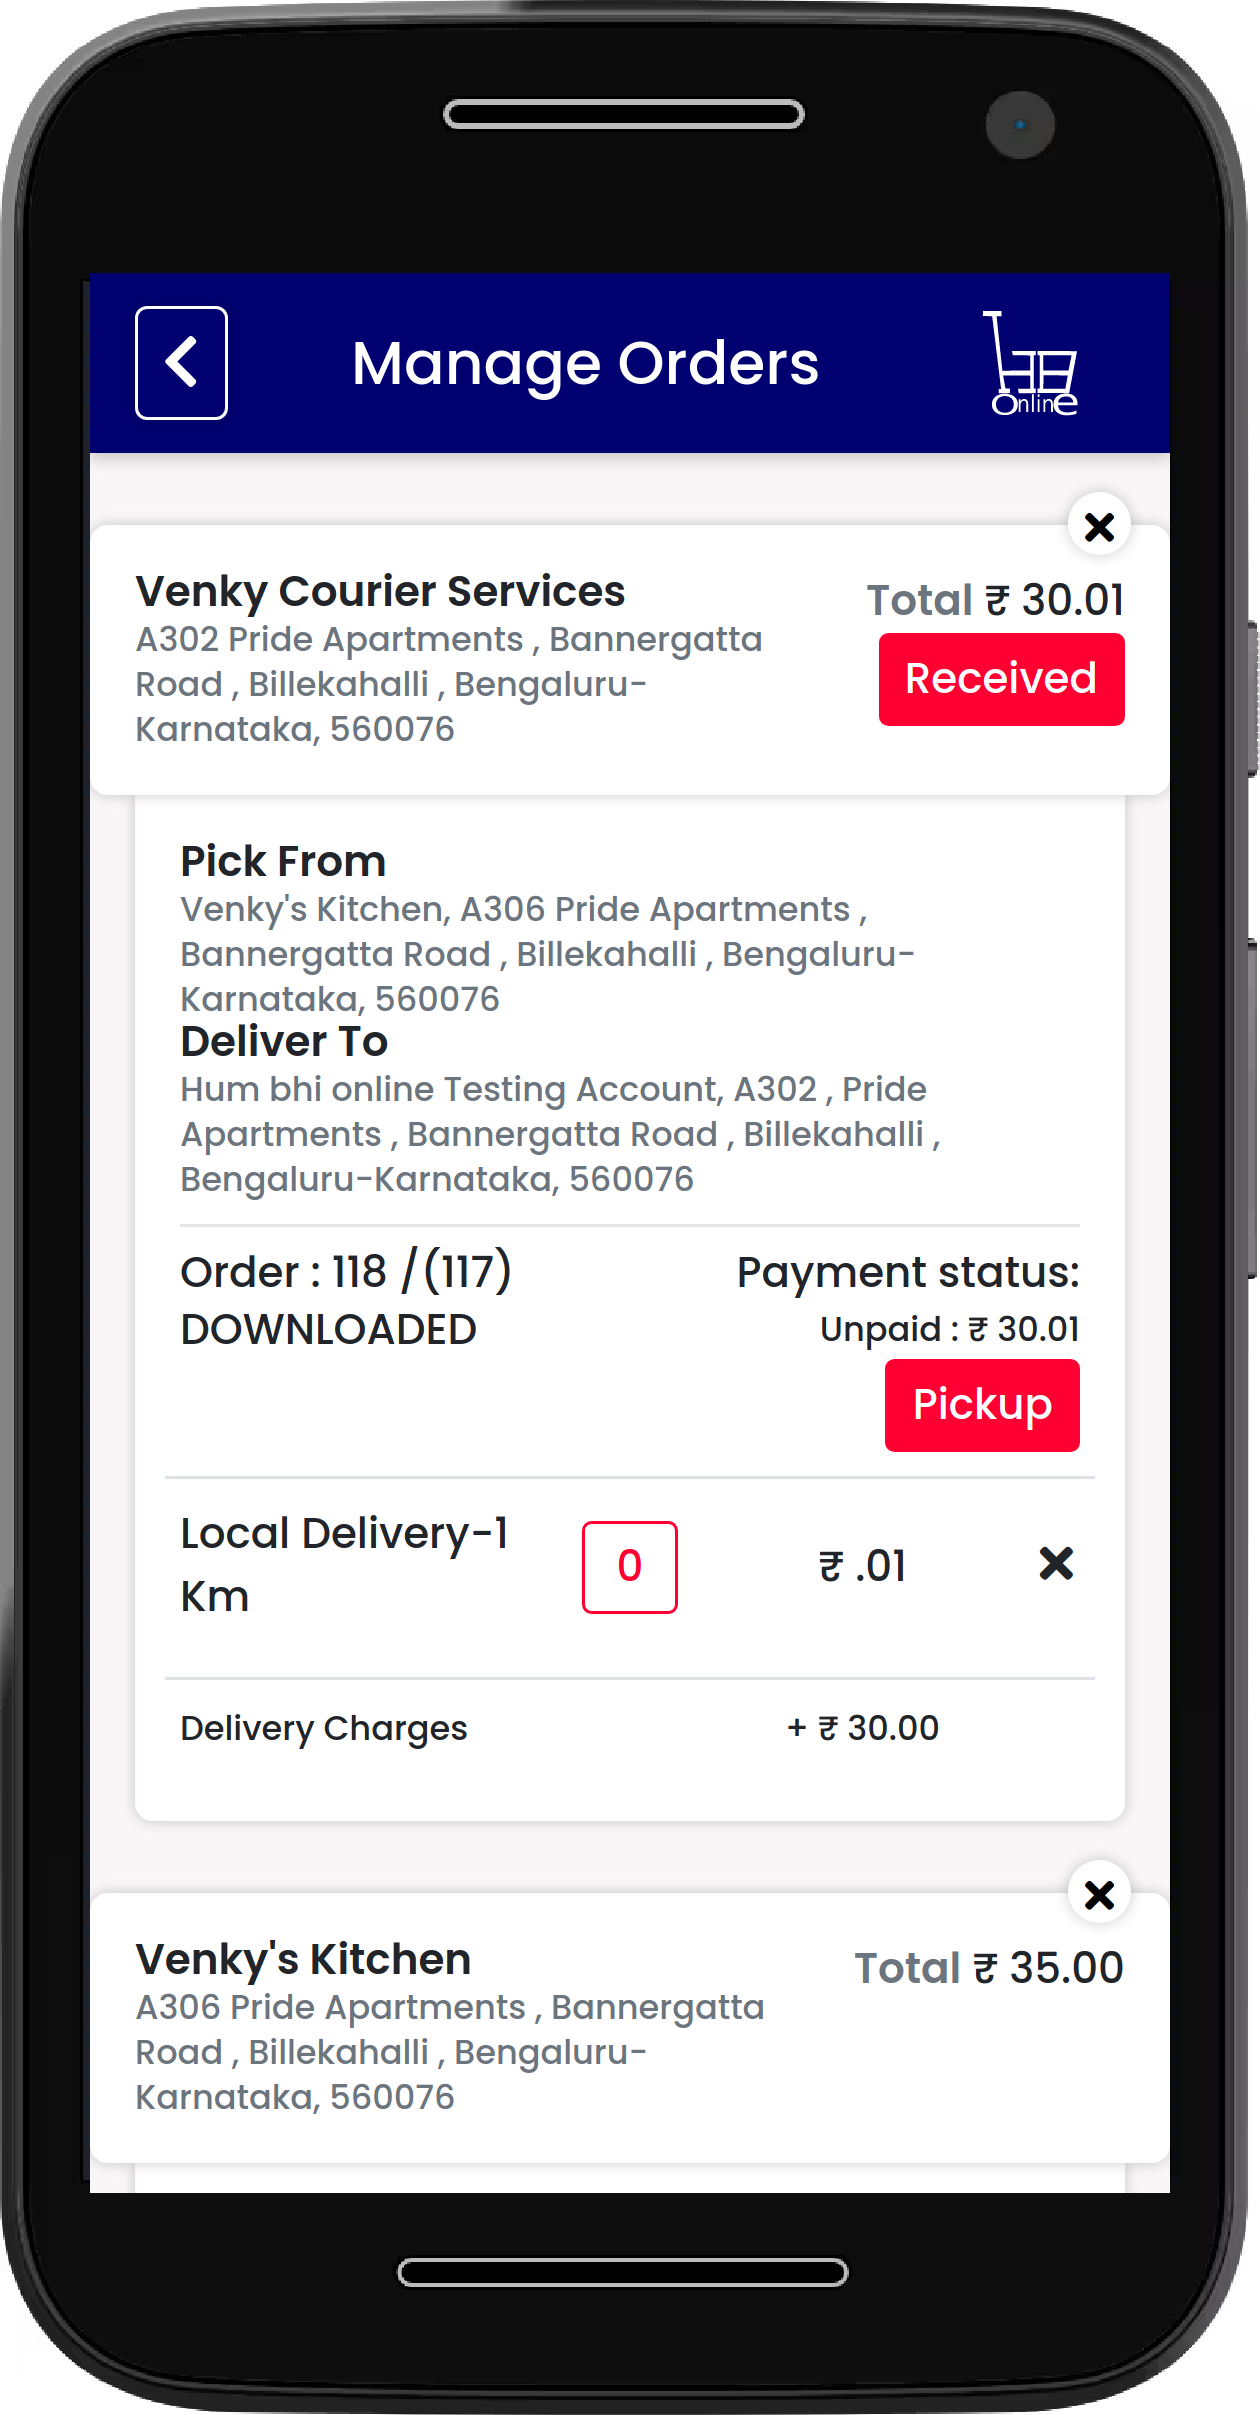 Manage Orders
Online
Venky Courier Services
Total ₹ 30.01
A302 Pride Apartments , Bannergatta
Road , Billekahalli , Bengaluru-
Karnataka, 560076
Received
Pick From
Venky's Kitchen, A306 Pride Apartments ,
Bannergatta Road , Billekahalli , Bengaluru-
Karnataka, 560076
Deliver To
Hum bhi online Testing Account, A302 , Pride
Apartments , Bannergatta Road , Billekahalli ,
Bengaluru-Karnataka, 560076
Order : 118 /(117)
Payment status:
DOWNLOADED
Unpaid : ₹ 30.01
Pickup
Local Delivery-1
Km
0
₹ .01
Delivery Charges
+ ₹ 30.00
Venky's Kitchen
Total ₹ 35.00
A306 Pride Apartments , Bannergatta
Road , Billekahalli , Bengaluru-
Karnataka, 560076